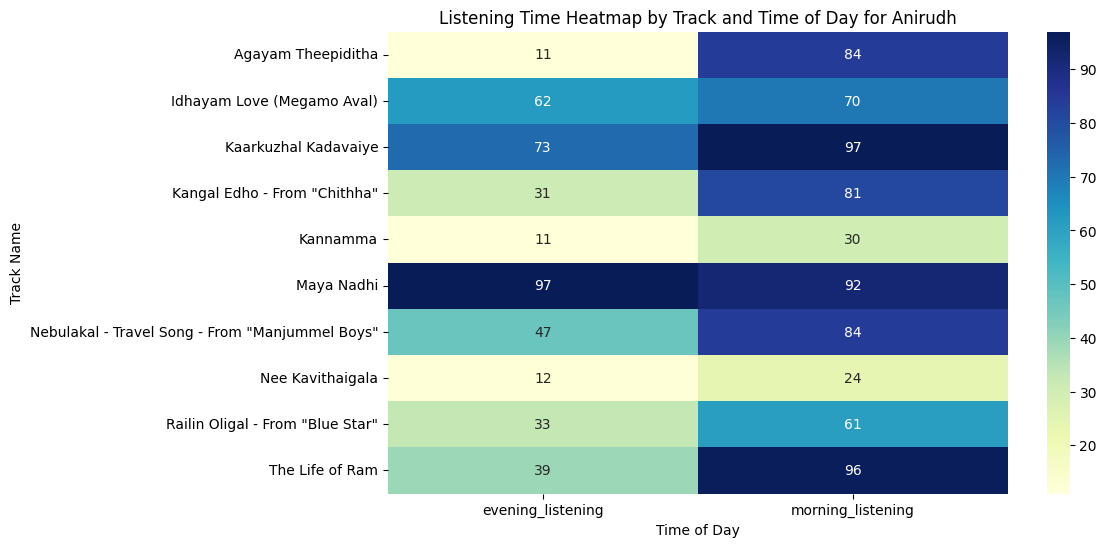 Listening Time Heatmap by Track and Time of Day for Anirudh
Track Name
Agayam Theepiditha 11 84
Idhayam Love (Megamo Aval) 62 70
Kaarkuzhal Kadavaiye 73 97
Kangal Edho - From "Chithha" 31 81
Kannamma 11 30
Maya Nadhi 97 92
Nebulakal - Travel Song - From "Manjummel Boys" 47 84
Nee Kavithaigala 12 24
Railin Oligal - From "Blue Star" 33 61
The Life of Ram 39 96
evening_listening morning_listening
Time of Day
90
80
70
60
50
40
30
20